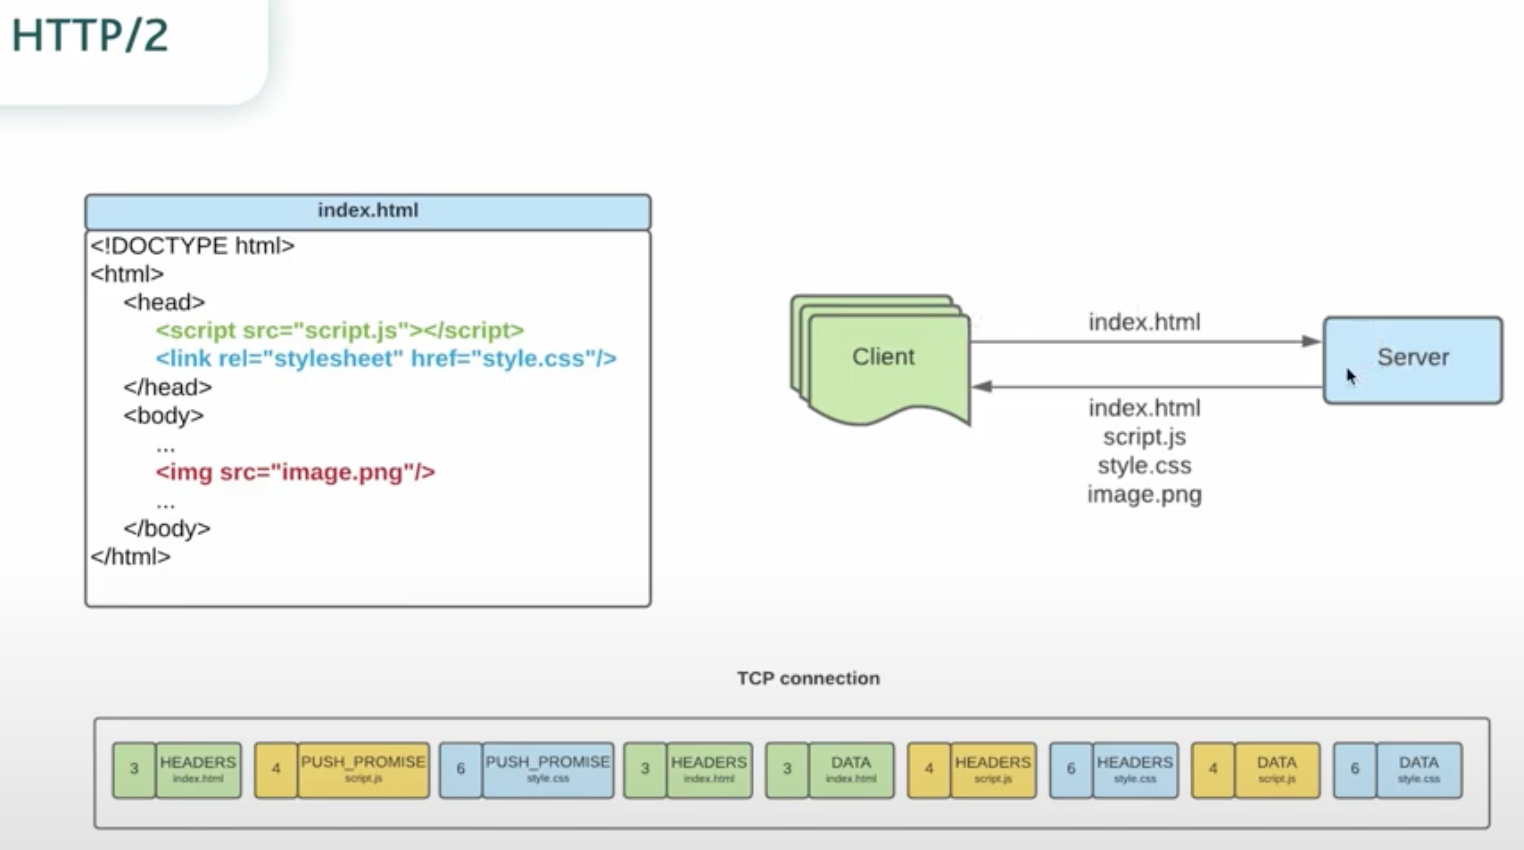 HTTP/2
index.html
<!DOCTYPE html>
<html>
<head>
<script src="script.js"></script>
<link rel="stylesheet" href="style.css"/>
</head>
<body>
...
<img src="image.png"/>
...
</body>
</html>
Client
index.html
Server
index.html
script.js
style.css
image.png
TCP connection
3 HEADERS
index.html
4 PUSH_PROMISE
script.js
6 PUSH_PROMISE
style.css
3 HEADERS
index.html
3 DATA
index.html
4 HEADERS
script.js
6 HEADERS
style.css
4 DATA
script.js
6 DATA
style.css